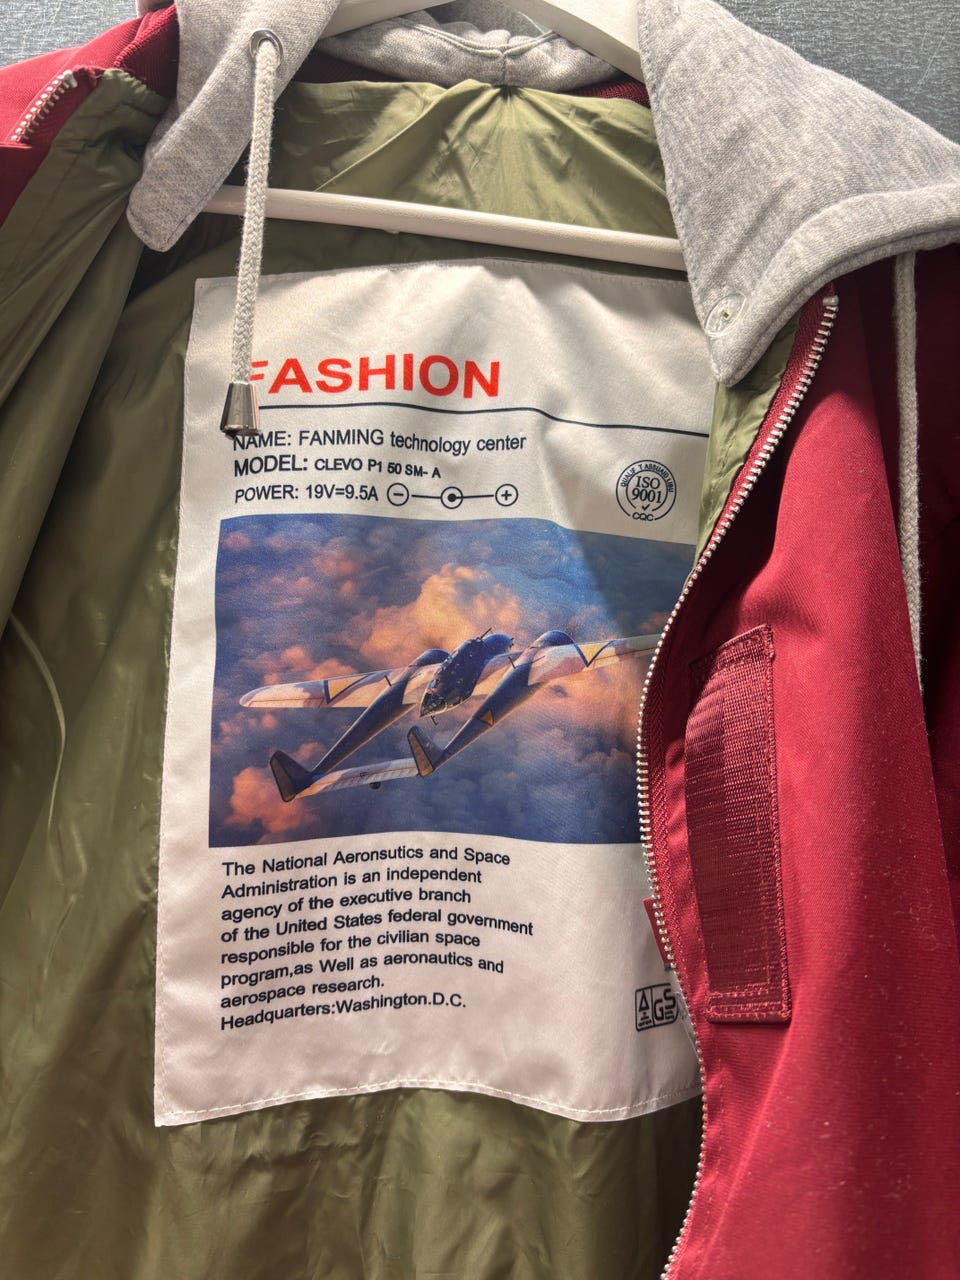 FASHION
NAME: FANMING technology center
MODEL: CLEVO P1 50 SM- A
POWER: 19V=9.5A
ISO
9001
CQC
The National Aeronsutics and Space
Administration is an independent
agency of the executive branch
of the United States federal government
responsible for the civilian space
program,as Well as aeronautics and
aerospace research.
Headquarters:Washington.D.C.
GS